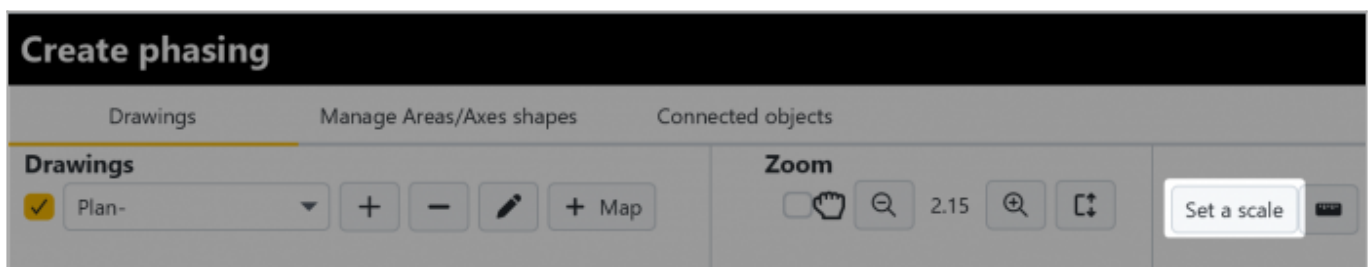 Create phasing
Drawings Manage Areas/Axes shapes Connected objects
Drawings Zoom
Plan- + Map 2.15 Set a scale